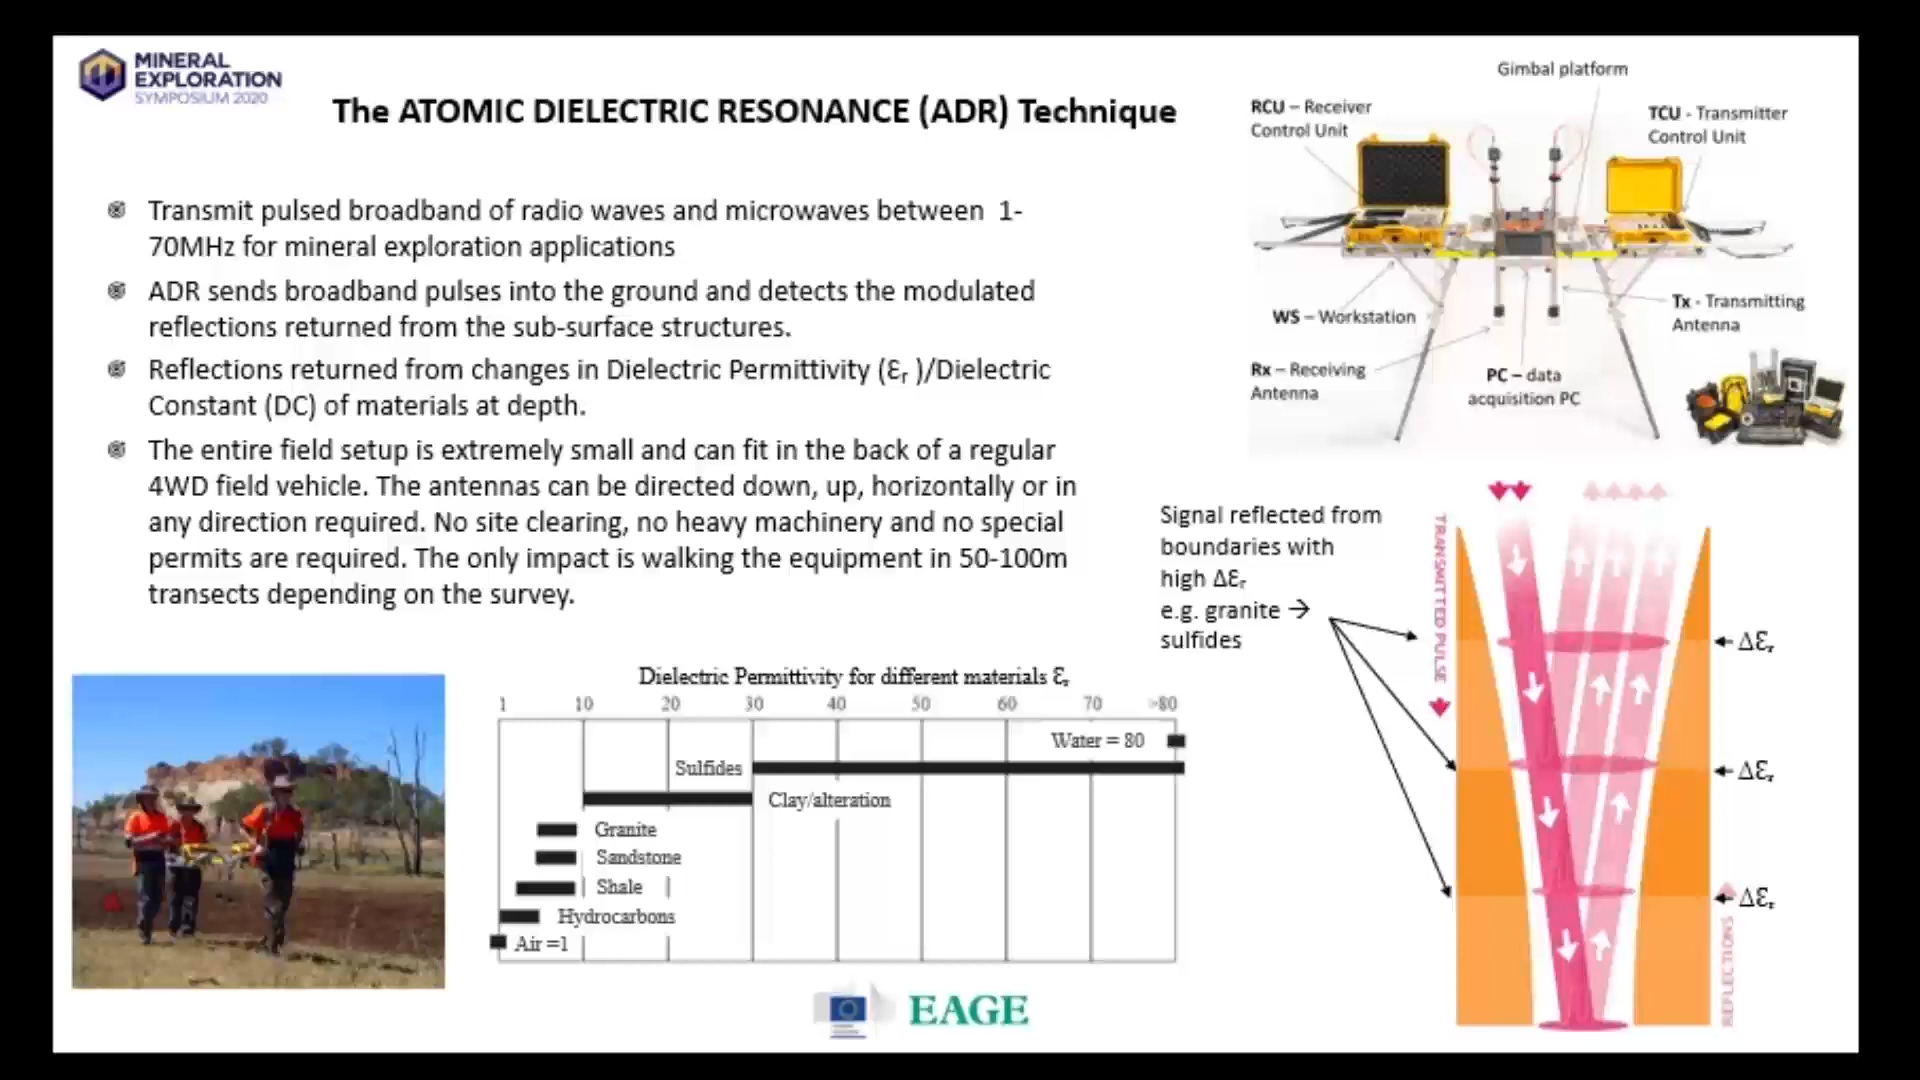 MINERAL
EXPLORATION
SYMPOSIUM 2020
The ATOMIC DIELECTRIC RESONANCE (ADR) Technique
Transmit pulsed broadband of radio waves and microwaves between 1-
70MHz for mineral exploration applications
ADR sends broadband pulses into the ground and detects the modulated
reflections returned from the sub-surface structures.
Reflections returned from changes in Dielectric Permittivity (Ɛr )/Dielectric
Constant (DC) of materials at depth.
The entire field setup is extremely small and can fit in the back of a regular
4WD field vehicle. The antennas can be directed down, up, horizontally or in
any direction required. No site clearing, no heavy machinery and no special
permits are required. The only impact is walking the equipment in 50-100m
transects depending on the survey.
Gimbal platform
RCU – Receiver
Control Unit
TCU - Transmitter
Control Unit
WS – Workstation
Tx - Transmitting
Antenna
Rx – Receiving
Antenna
PC – data
acquisition PC
Signal reflected from
boundaries with
high ΔƐr
e.g. granite →
sulfides
TRANSMITTED PULSE
ΔƐr
ΔƐr
ΔƐr
REFLECTIONS
Dielectric Permittivity for different materials Ɛr
1 10 20 30 40 50 60 70 >80
Water = 80
Sulfides
Clay/alteration
Granite
Sandstone
Shale
Hydrocarbons
Air =1
EAGE